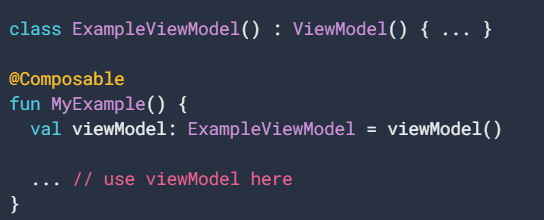 class ExampleViewModel() : ViewModel() { ... }
@Composable
fun MyExample() {
  val viewModel: ExampleViewModel = viewModel()
  ... // use viewModel here
}